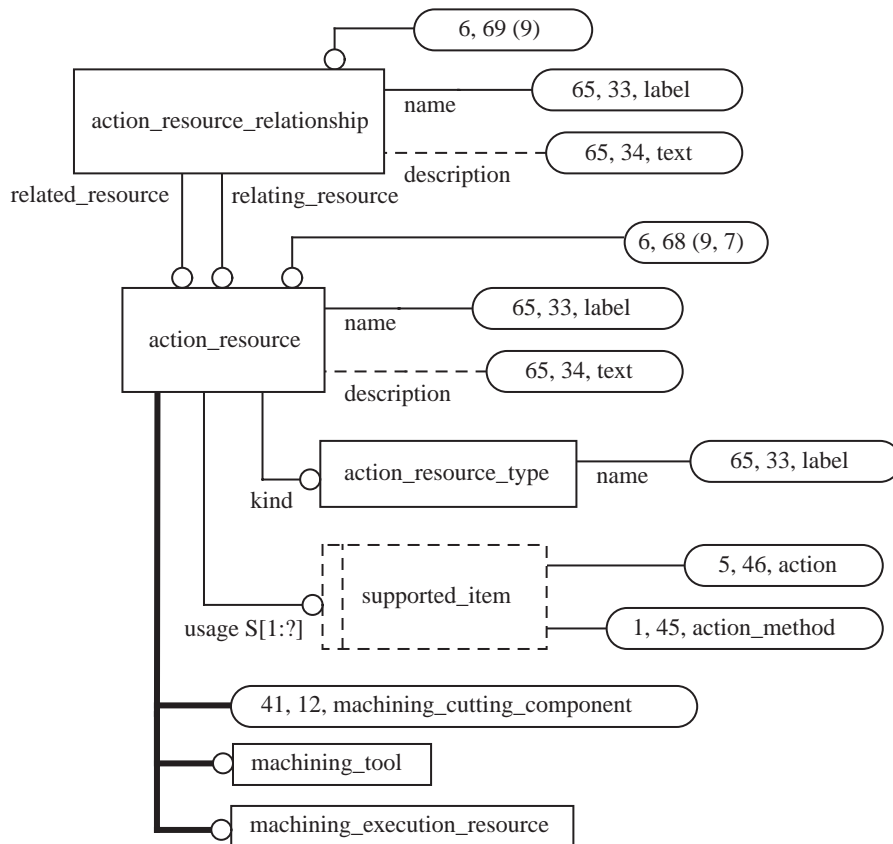 6, 69 (9)
65, 33, label
name
action_resource_relationship
65, 34, text
description
related_resource
relating_resource
6, 68 (9, 7)
65, 33, label
name
action_resource
65, 34, text
description
65, 33, label
action_resource_type
name
kind
5, 46, action
supported_item
usage S[1:?]
1, 45, action_method
41, 12, machining_cutting_component
machining_tool
machining_execution_resource